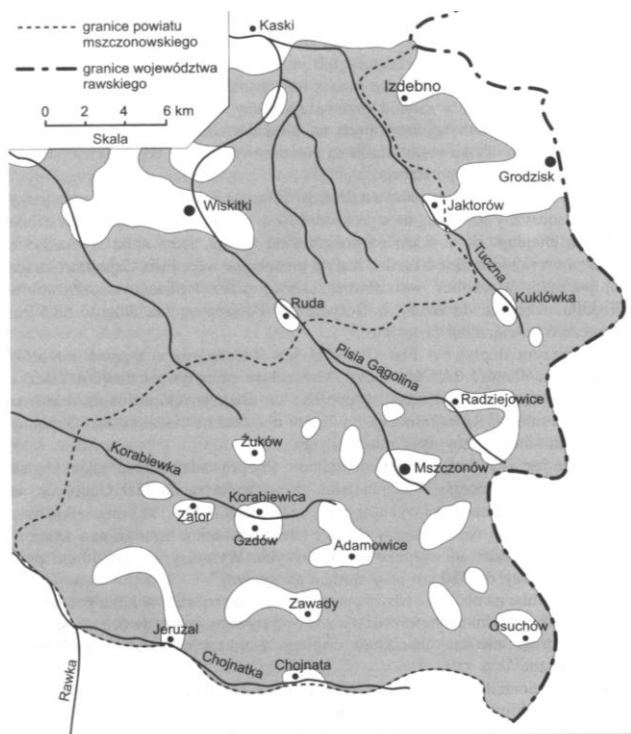 granice powiatu
mszczonowskiego
granice województwa
rawskiego
0 2 4 6 km
Skala
Kaski
Izdebno
Grodzisk
Wiskitki
Jaktorów
Tuczna
Ruda
Kuklówka
Pisia Gągolina
Radziejowice
Żuków
Mszczonów
Korabiewka
Korabiewica
Zator
Gzdów
Adamowice
Zawady
Osuchów
Jeruzal
Chojnatka
Chojnata
Rawka